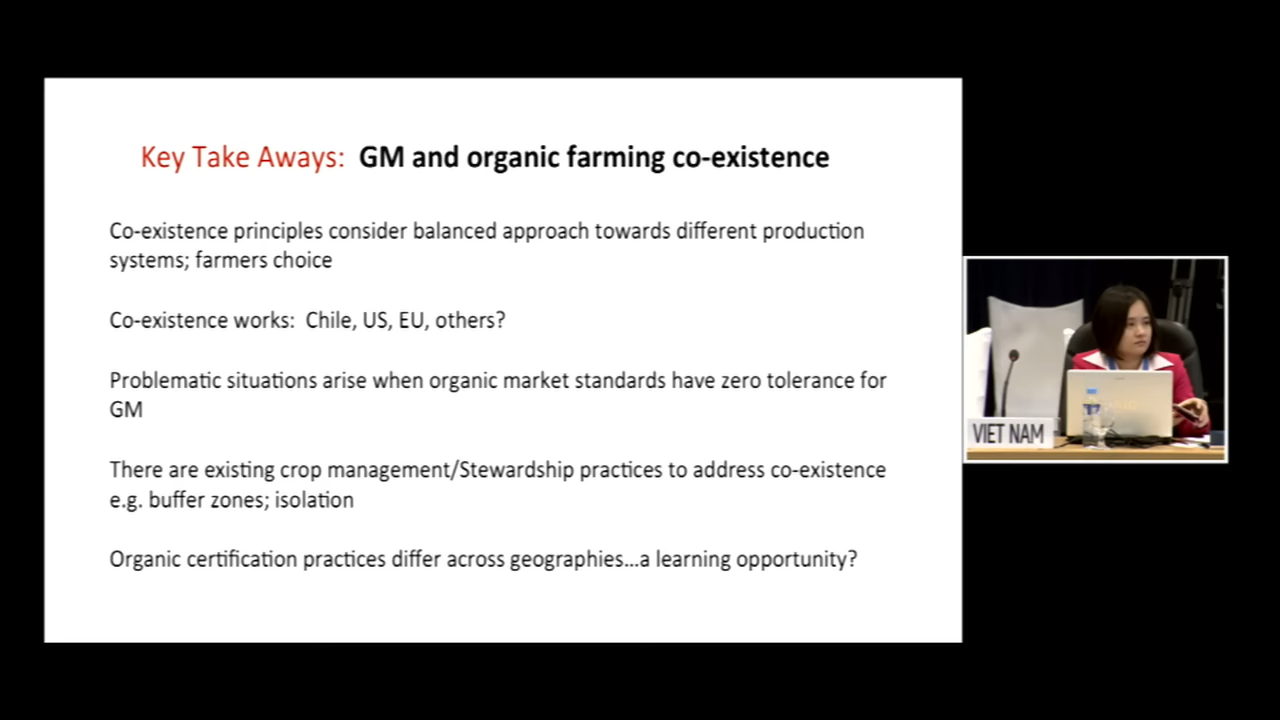 Key Take Aways: GM and organic farming co-existence
Co-existence principles consider balanced approach towards different production
systems; farmers choice
Co-existence works: Chile, US, EU, others?
Problematic situations arise when organic market standards have zero tolerance for
GM
There are existing crop management/Stewardship practices to address co-existence
e.g. buffer zones; isolation
Organic certification practices differ across geographies...a learning opportunity?
VIET NAM